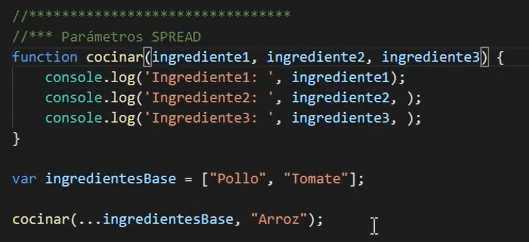 //*******************************
//*** Parámetros SPREAD
function cocinar(ingrediente1, ingrediente2, ingrediente3) {
    console.log('Ingrediente1: ', ingrediente1);
    console.log('Ingrediente2: ', ingrediente2, );
    console.log('Ingrediente3: ', ingrediente3, );
}
var ingredientesBase = ["Pollo", "Tomate"];
cocinar(...ingredientesBase, "Arroz");